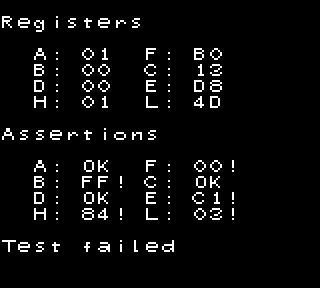 Registers
A: 01 F: B0
B: 00 C: 13
D: 00 E: D8
H: 01 L: 4D
Assertions
A: OK F: 00!
B: FF! C: OK
D: OK E: C1!
H: 84! L: 03!
Test failed